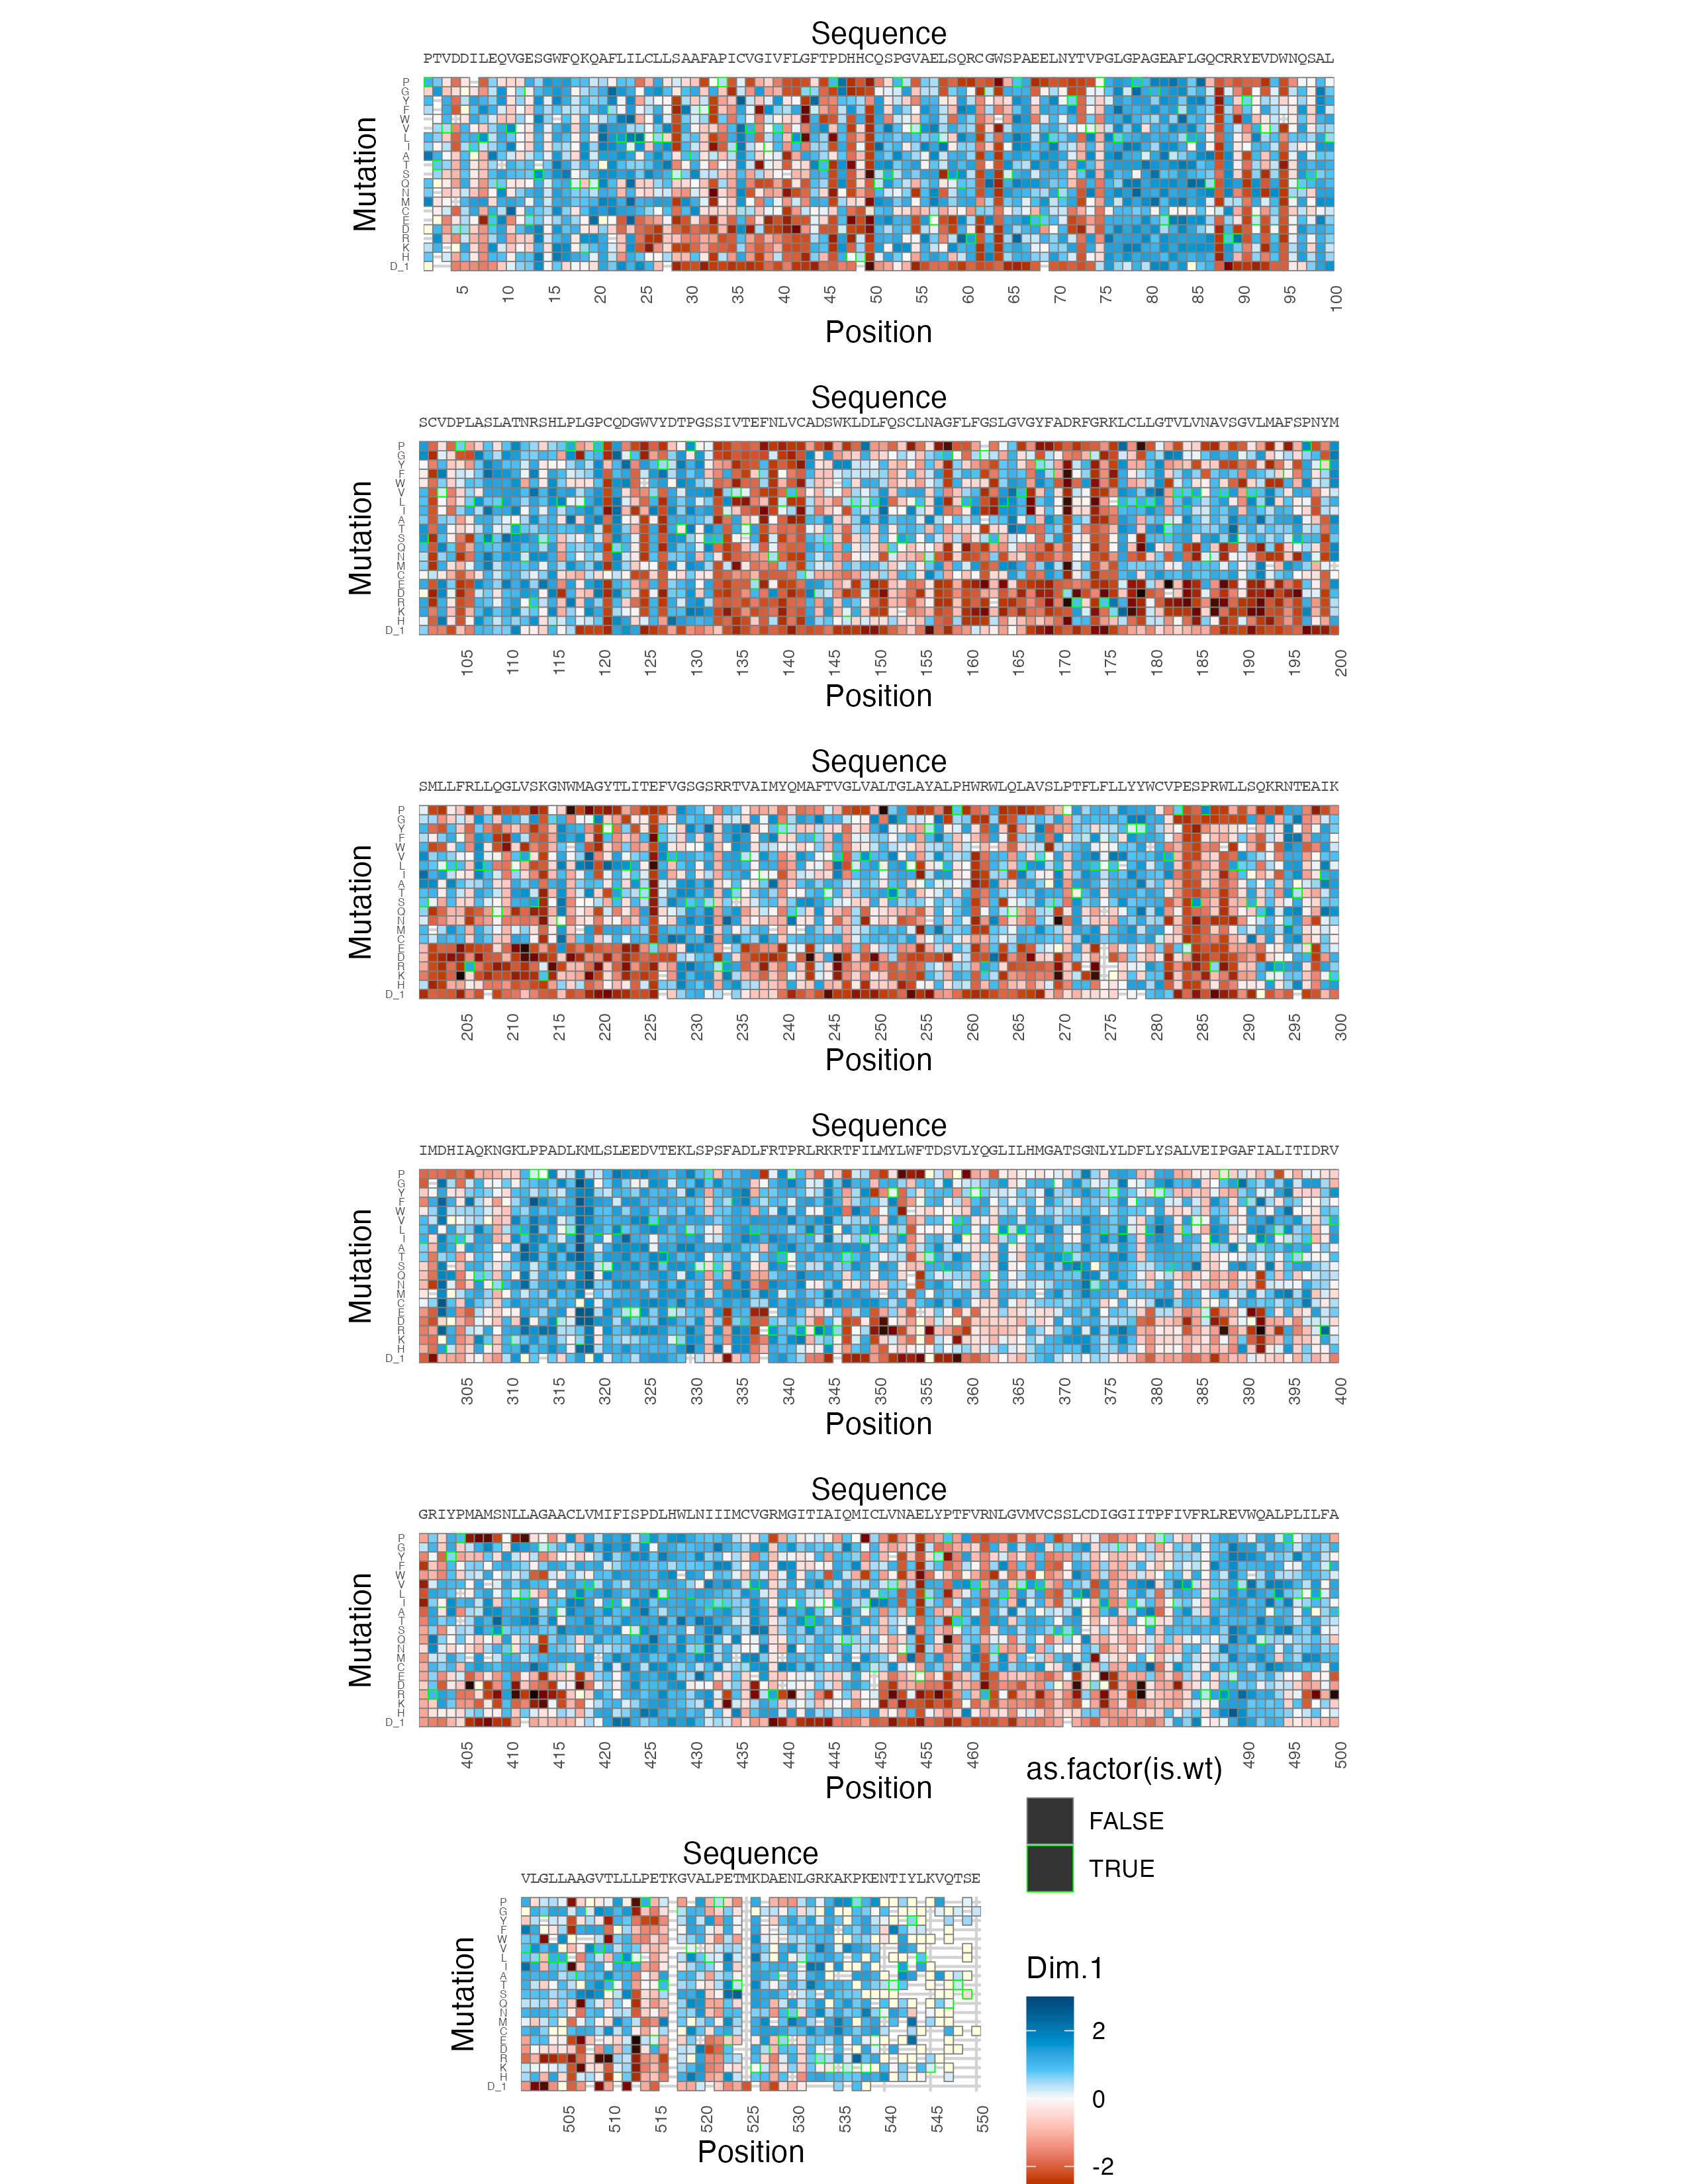 Sequence
PTVDDILEQVGESGWFQKQAFLILCLLSAAFAPICVGIVFLGFTPDHHCQSPGVAELSQRCGWSPAEELNYTVPGLGPAGEAFLGQCRRYEVDWNQSAL
Mutation
P
G
Y
F
W
V
L
I
A
T
S
Q
N
M
C
E
D
R
K
H
D_1
5 10 15 20 25 30 35 40 45 50 55 60 65 70 75 80 85 90 95 100
Position
Sequence
SCVDPLASLATNRSHLPLGPCQDGWVYDTPGSSIVTEFNLVCADSWKLDLFQSCLNAGFLFGSLGVGYFADRFGRKLCLLGTVLVNAVSGVLMAFSPNYM
Mutation
P
G
Y
F
W
V
L
I
A
T
S
Q
N
M
C
E
D
R
K
H
D_1
105 110 115 120 125 130 135 140 145 150 155 160 165 170 175 180 185 190 195 200
Position
Sequence
SMLLFRLLQGLVSKGNWMAGYTLITEFVGSGSRRTVAIMYQMAFTVGLVALTGLAYALPHWRWLQLAVSLPTFLFLLYYWCVPESPRWLLSQKRNTEAIK
Mutation
P
G
Y
F
W
V
L
I
A
T
S
Q
N
M
C
E
D
R
K
H
D_1
205 210 215 220 225 230 235 240 245 250 255 260 265 270 275 280 285 290 295 300
Position
Sequence
IMDHIAQKNGKLPPADLKMLSLEEDVTEKLSPSFADLFRTPRLRKRTFILMYLWFTDSVLYQGLILHMGATSGNLYLDFLYSALVEIPGAFIALITIDRV
Mutation
P
G
Y
F
W
V
L
I
A
T
S
Q
N
M
C
E
D
R
K
H
D_1
305 310 315 320 325 330 335 340 345 350 355 360 365 370 375 380 385 390 395 400
Position
Sequence
GRIYPMAMSNLLAGAACLVMIFISPDLHWLNIIIMCVGRMGITIAIQMICLVNAELYPTFVRNLGVMVCSSLCDIGGIITPFIVFRLREVWQALPLILFA
Mutation
P
G
Y
F
W
V
L
I
A
T
S
Q
N
M
C
E
D
R
K
H
D_1
405 410 415 420 425 430 435 440 445 450 455 460 490 495 500
Position
Sequence
VLGLLAAGVTLLLPETKGVALPETMKDAENLGRKAKPKENTIYLKVQTSE
Mutation
P
G
Y
F
W
V
L
I
A
T
S
Q
N
M
C
E
D
R
K
H
D_1
505 510 515 520 525 530 535 540 545 550
Position
as.factor(is.wt)
FALSE
TRUE
Dim.1
2
0
-2